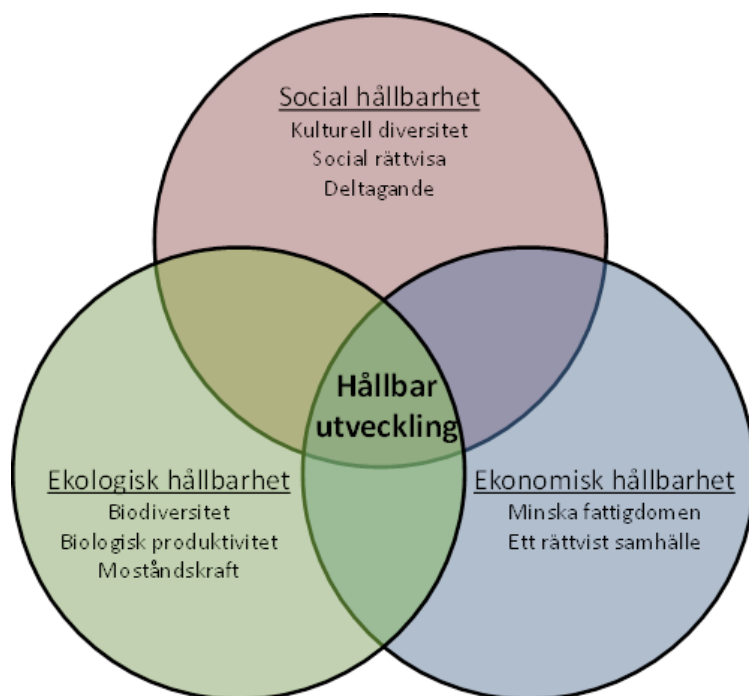 Social hållbarhet
Kulturell diversitet
Social rättvisa
Deltagande
Hållbar
utveckling
Ekologisk hållbarhet
Biodiversitet
Biologisk produktivitet
Moståndskraft
Ekonomisk hållbarhet
Minska fattigdomen
Ett rättvist samhälle